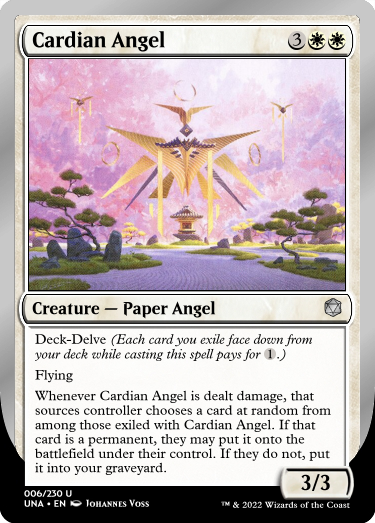 Cardian Angel 3
Creature — Paper Angel
Deck-Delve (Each card you exile face down from
your deck while casting this spell pays for 1.)
Flying
Whenever Cardian Angel is dealt damage, that
sources controller chooses a card at random from
among those exiled with Cardian Angel. If that
card is a permanent, they may put it onto the
battlefield under their control. If they do not, put
it into your graveyard.
3/3
006/230 U
UNA • EN Johannes Voss
™ & © 2022 Wizards of the Coast